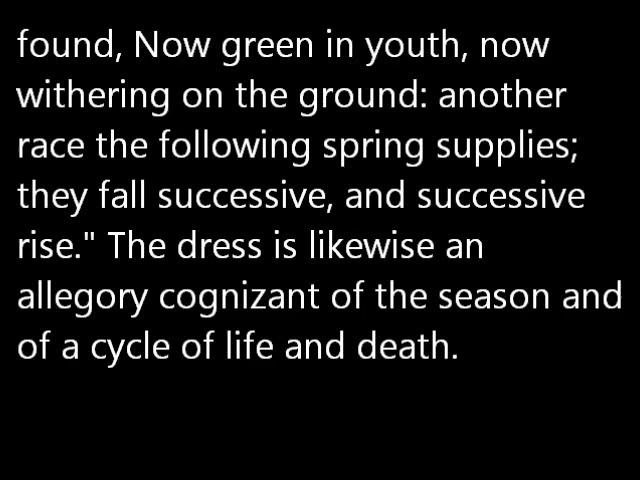 found, Now green in youth, now
withering on the ground: another
race the following spring supplies;
they fall successive, and successive
rise." The dress is likewise an
allegory cognizant of the season and
of a cycle of life and death.